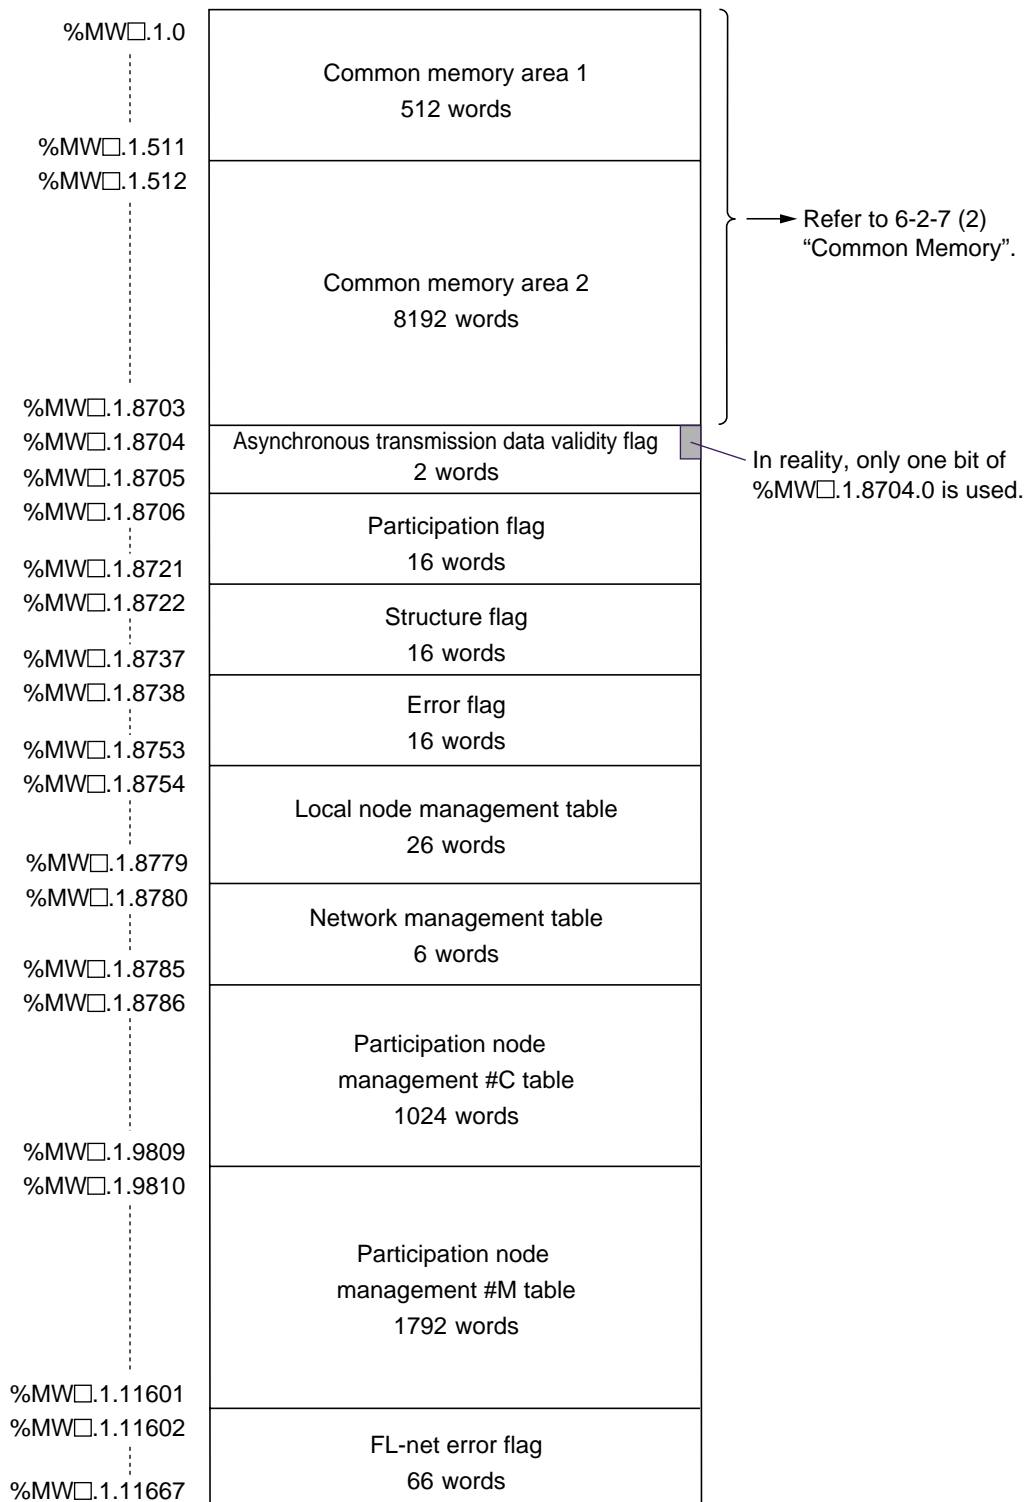 %MW□.1.0
Common memory area 1
512 words
%MW□.1.511
%MW□.1.512
Common memory area 2
8192 words
Refer to 6-2-7 (2)
“Common Memory”.
%MW□.1.8703
%MW□.1.8704
Asynchronous transmission data validity flag
2 words
%MW□.1.8705
In reality, only one bit of
%MW□.1.8704.0 is used.
%MW□.1.8706
Participation flag
16 words
%MW□.1.8721
%MW□.1.8722
Structure flag
16 words
%MW□.1.8737
%MW□.1.8738
Error flag
16 words
%MW□.1.8753
%MW□.1.8754
Local node management table
26 words
%MW□.1.8779
%MW□.1.8780
Network management table
6 words
%MW□.1.8785
%MW□.1.8786
Participation node
management #C table
1024 words
%MW□.1.9809
%MW□.1.9810
Participation node
management #M table
1792 words
%MW□.1.11601
%MW□.1.11602
FL-net error flag
66 words
%MW□.1.11667